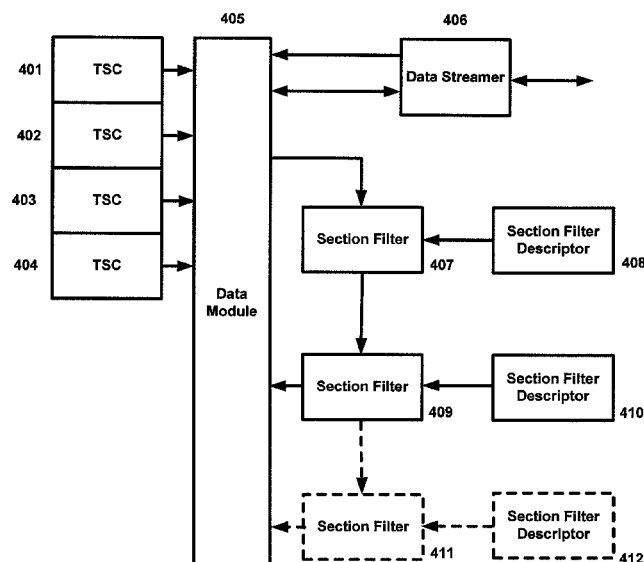 405
406
401
TSC
Data Streamer
402
TSC
403
TSC
Section Filter
407
Section Filter
Descriptor
408
404
TSC
Data
Module
Section Filter
409
Section Filter
Descriptor
410
Section Filter
411
Section Filter
Descriptor
412